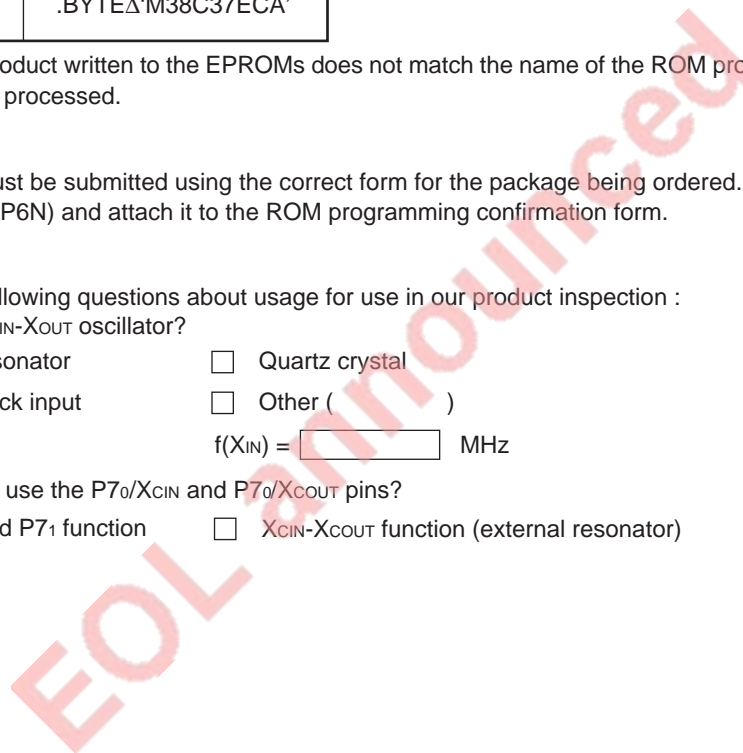 .BYTEΔ‘M38C37ECA’
oduct written to the EPROMs does not match the name of the ROM pro
processed.
ust be submitted using the correct form for the package being ordered.
P6N) and attach it to the ROM programming confirmation form.
llowing questions about usage for use in our product inspection :
IN-XOUT oscillator?
sonator □ Quartz crystal
ck input □ Other ( )
f(XIN) = MHz
use the P70/XCIN and P70/XCOUT pins?
d P71 function □ XCIN-XCOUT function (external resonator)
EOL announced